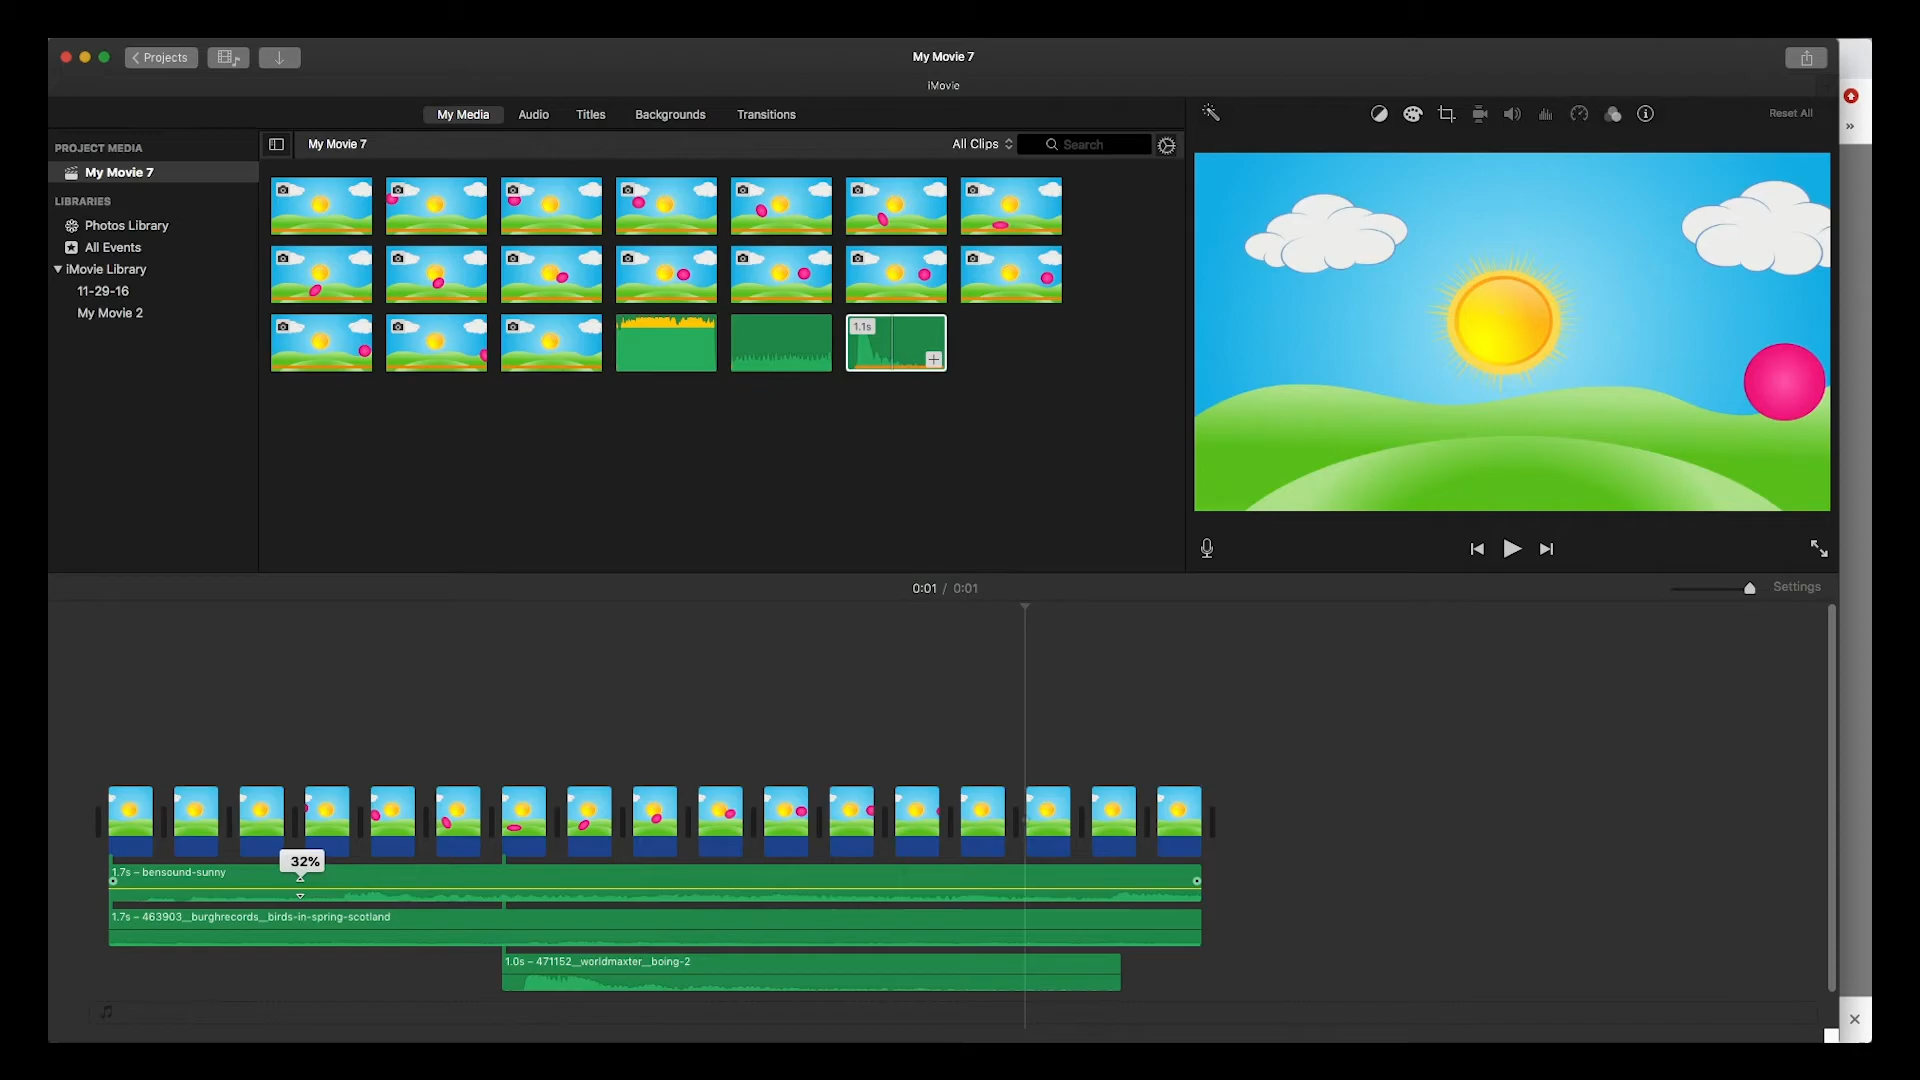 Projects
My Movie 7
iMovie
My Media
Audio
Titles
Backgrounds
Transitions
Reset All
PROJECT MEDIA
My Movie 7
LIBRARIES
Photos Library
All Events
iMovie Library
11-29-16
My Movie 2
My Movie 7
All Clips
Search
1.1s
0:01 / 0:01
Settings
32%
1.7s – bensound-sunny
1.7s – 463903__burghrecords__birds-in-spring-scotland
1.0s – 471152__worldmaxter__boing-2